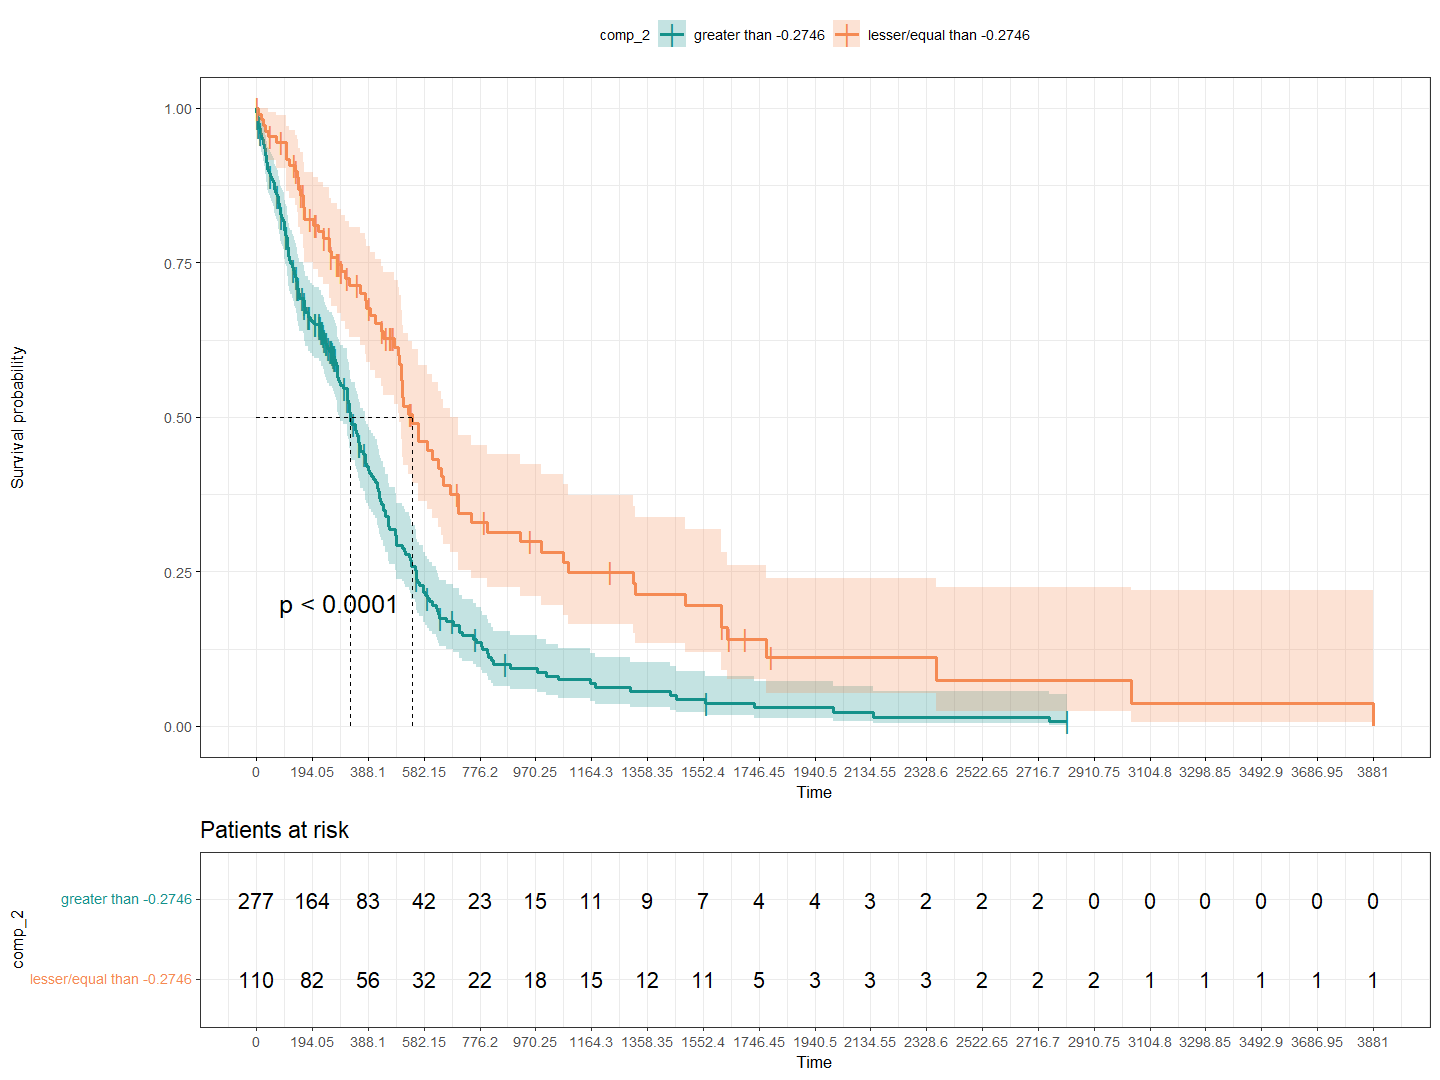 comp_2 greater than -0.2746 lesser/equal than -0.2746
Survival probability
1.00
0.75
0.50
0.25
0.00
p < 0.0001
0 194.05 388.1 582.15 776.2 970.25 1164.3 1358.35 1552.4 1746.45 1940.5 2134.55 2328.6 2522.65 2716.7 2910.75 3104.8 3298.85 3492.9 3686.95 3881
Time
Patients at risk
comp_2
greater than -0.2746 277 164 83 42 23 15 11 9 7 4 4 3 2 2 2 0 0 0 0 0 0
lesser/equal than -0.2746 110 82 56 32 22 18 15 12 11 5 3 3 3 2 2 2 1 1 1 1 1
0 194.05 388.1 582.15 776.2 970.25 1164.3 1358.35 1552.4 1746.45 1940.5 2134.55 2328.6 2522.65 2716.7 2910.75 3104.8 3298.85 3492.9 3686.95 3881
Time